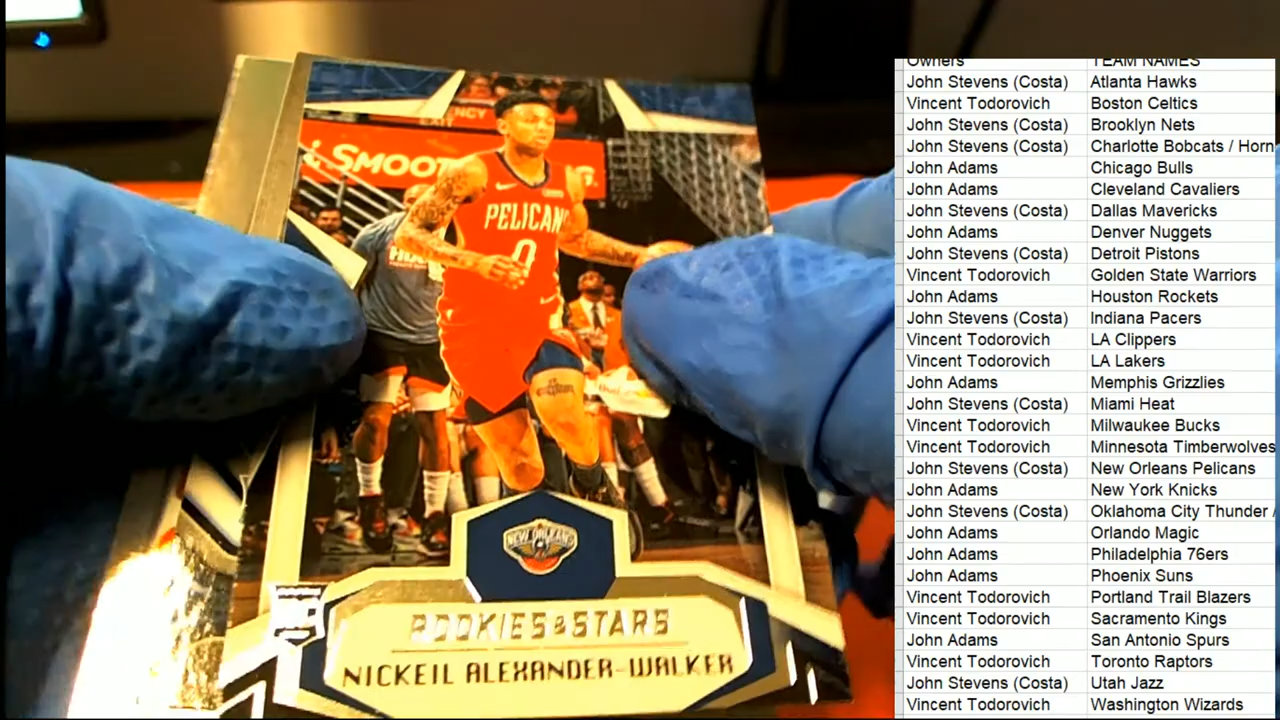 NCY
EXIT
SMOOT
PELICAN
0
NEW ORLEANS
ROOKIES & STARS
NICKEIL ALEXANDER-WALKER
Owners TEAM NAMES
John Stevens (Costa) Atlanta Hawks
Vincent Todorovich Boston Celtics
John Stevens (Costa) Brooklyn Nets
John Stevens (Costa) Charlotte Bobcats / Horn
John Adams Chicago Bulls
John Adams Cleveland Cavaliers
John Stevens (Costa) Dallas Mavericks
John Adams Denver Nuggets
John Stevens (Costa) Detroit Pistons
Vincent Todorovich Golden State Warriors
John Adams Houston Rockets
John Stevens (Costa) Indiana Pacers
Vincent Todorovich LA Clippers
Vincent Todorovich LA Lakers
John Adams Memphis Grizzlies
John Stevens (Costa) Miami Heat
Vincent Todorovich Milwaukee Bucks
Vincent Todorovich Minnesota Timberwolves
John Stevens (Costa) New Orleans Pelicans
John Adams New York Knicks
John Stevens (Costa) Oklahoma City Thunder /
John Adams Orlando Magic
John Adams Philadelphia 76ers
John Adams Phoenix Suns
Vincent Todorovich Portland Trail Blazers
Vincent Todorovich Sacramento Kings
John Adams San Antonio Spurs
Vincent Todorovich Toronto Raptors
John Stevens (Costa) Utah Jazz
Vincent Todorovich Washington Wizards